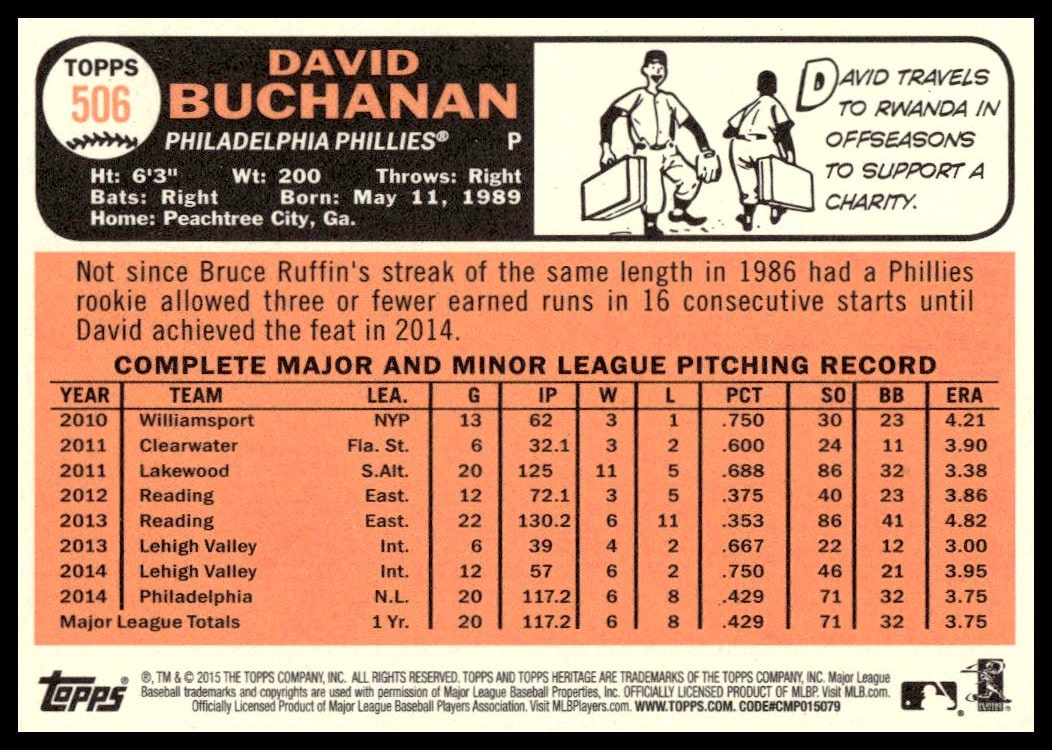 TOPPS
506
DAVID
BUCHANAN
PHILADELPHIA PHILLIES® P
Ht: 6'3" Wt: 200 Throws: Right
Bats: Right Born: May 11, 1989
Home: Peachtree City, Ga.
DAVID TRAVELS
TO RWANDA IN
OFFSEASONS
TO SUPPORT A
CHARITY.
Not since Bruce Ruffin's streak of the same length in 1986 had a Phillies
rookie allowed three or fewer earned runs in 16 consecutive starts until
David achieved the feat in 2014.
COMPLETE MAJOR AND MINOR LEAGUE PITCHING RECORD
YEAR TEAM LEA. G IP W L PCT SO BB ERA
2010 Williamsport NYP 13 62 3 1 .750 30 23 4.21
2011 Clearwater Fla. St. 6 32.1 3 2 .600 24 11 3.90
2011 Lakewood S.Alt. 20 125 11 5 .688 86 32 3.38
2012 Reading East. 12 72.1 3 5 .375 40 23 3.86
2013 Reading East. 22 130.2 6 11 .353 86 41 4.82
2013 Lehigh Valley Int. 6 39 4 2 .667 22 12 3.00
2014 Lehigh Valley Int. 12 57 6 2 .750 46 21 3.95
2014 Philadelphia N.L. 20 117.2 6 8 .429 71 32 3.75
Major League Totals 1 Yr. 20 117.2 6 8 .429 71 32 3.75
Topps®
®, TM & © 2015 THE TOPPS COMPANY, INC. ALL RIGHTS RESERVED. TOPPS AND TOPPS HERITAGE ARE TRADEMARKS OF THE TOPPS COMPANY, INC. Major League
Baseball trademarks and copyrights are used with permission of Major League Baseball Properties, Inc. OFFICIALLY LICENSED PRODUCT OF MLBP. Visit MLB.com.
Officially Licensed Product of Major League Baseball Players Association. Visit MLBPlayers.com. WWW.TOPPS.COM. CODE#CMP015079